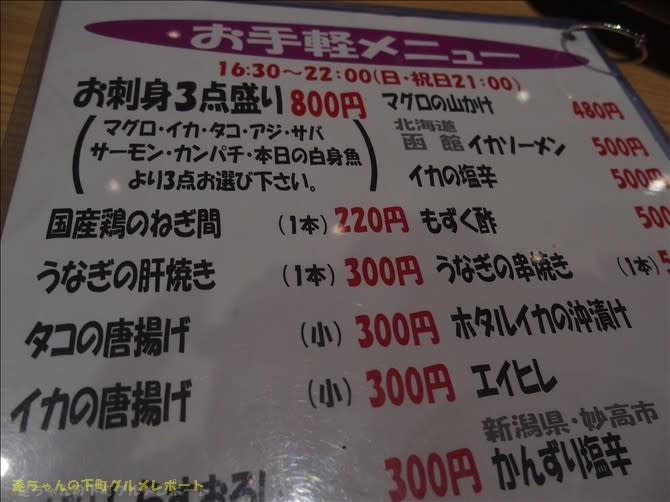 お手軽メニュー
16:30～22:00(日・祝日21:00)
お刺身3点盛り 800円
(マグロ・イカ・タコ・アジ・サバ
サーモン・カンパチ・本日の白身魚
より3点お選び下さい。)
国産鶏のねぎ間 (1本) 220円
うなぎの肝焼き (1本) 300円
タコの唐揚げ (小) 300円
イカの唐揚げ (小) 300円
おろし 300円
マグロの山かけ 480円
北海道
函館 イカソーメン 500円
イカの塩辛 500円
もずく酢 500
うなぎの串焼き (1本) 5
ホタルイカの沖漬け
エイヒレ
新潟県・妙高市
かんずり塩辛
ちゃんの下町グルメレポート